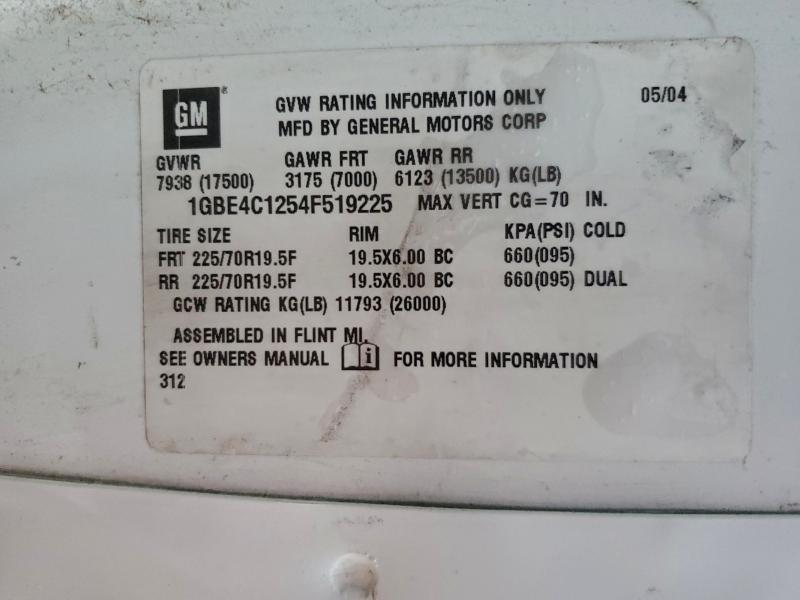 GM ® GVW RATING INFORMATION ONLY 05/04
MFD BY GENERAL MOTORS CORP
GVWR GAWR FRT GAWR RR
7938 (17500) 3175 (7000) 6123 (13500) KG(LB)
1GBE4C1254F519225 MAX VERT CG=70 IN.
TIRE SIZE RIM KPA(PSI) COLD
FRT 225/70R19.5F 19.5X6.00 BC 660(095)
RR 225/70R19.5F 19.5X6.00 BC 660(095) DUAL
GCW RATING KG(LB) 11793 (26000)
ASSEMBLED IN FLINT MI.
SEE OWNERS MANUAL i FOR MORE INFORMATION
312